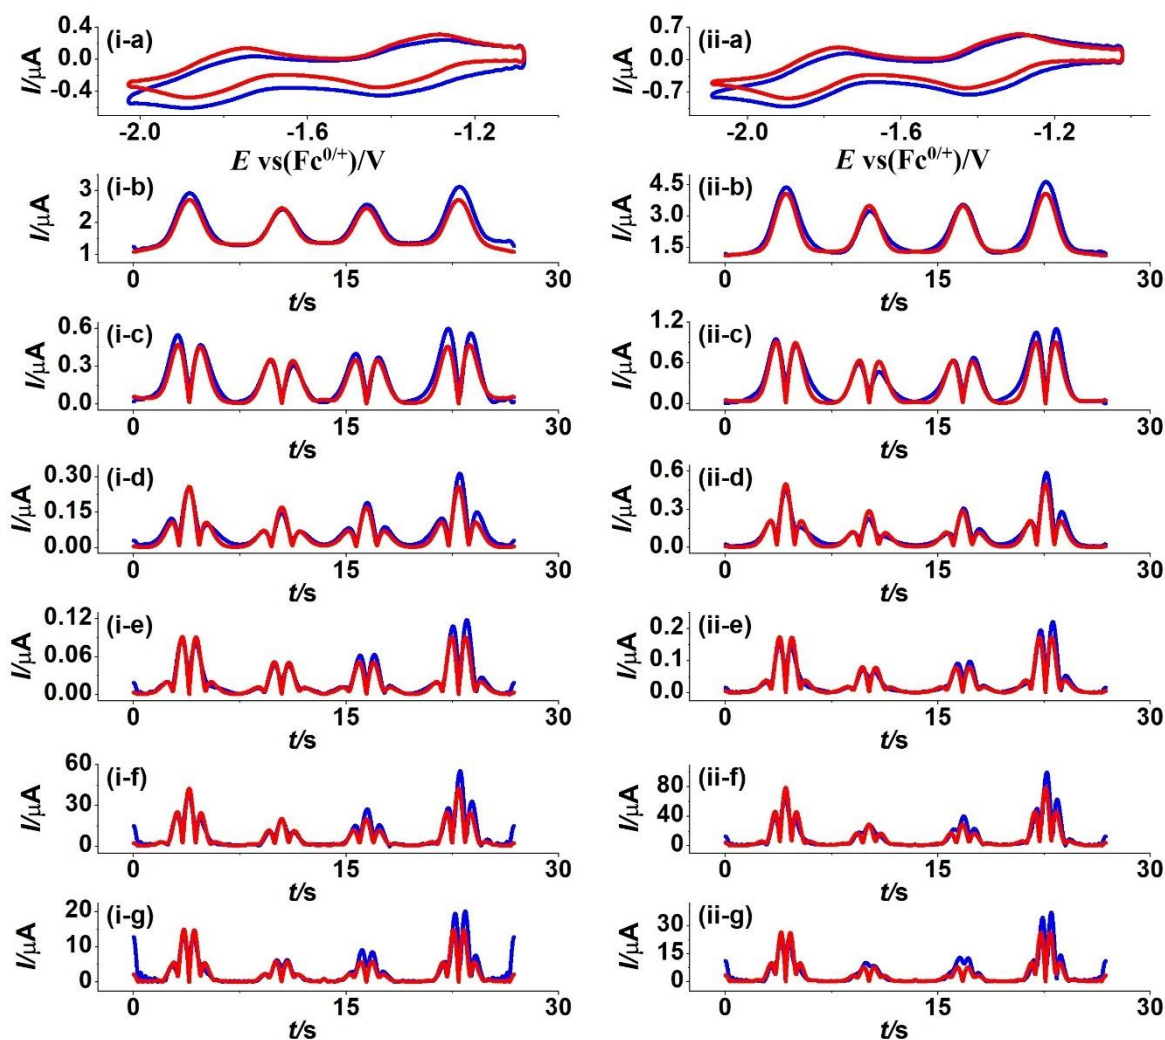 (i-a)
I/μA
0.4
0.0
-0.4
-2.0 -1.6 -1.2
E vs(Fc0/+)/V
(ii-a)
I/μA
0.7
0.0
-0.7
-2.0 -1.6 -1.2
E vs(Fc0/+)/V
(i-b)
I/μA
3
2
1
0 15 30
t/s
(ii-b)
I/μA
4.5
3.0
1.5
0 15 30
t/s
(i-c)
I/μA
0.6
0.3
0.0
0 15 30
t/s
(ii-c)
I/μA
1.2
0.6
0.0
0 15 30
t/s
(i-d)
I/μA
0.30
0.15
0.00
0 15 30
t/s
(ii-d)
I/μA
0.6
0.3
0.0
0 15 30
t/s
(i-e)
I/μA
0.12
0.06
0.00
0 15 30
t/s
(ii-e)
I/μA
0.2
0.1
0.0
0 15 30
t/s
(i-f)
I/μA
60
30
0
0 15 30
t/s
(ii-f)
I/μA
80
40
0
0 15 30
t/s
(i-g)
I/μA
20
10
0
0 15 30
t/s
(ii-g)
I/μA
30
15
0
0 15 30
t/s